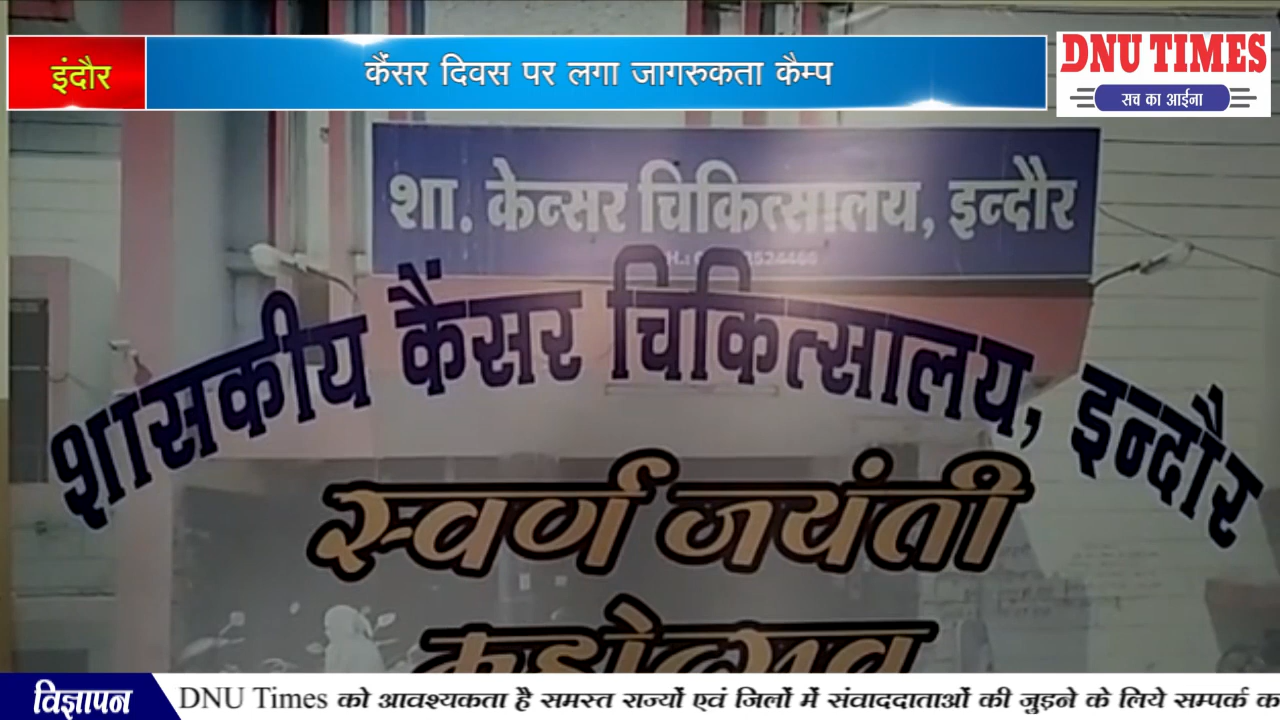 इंदौर
कैंसर दिवस पर लगा जागरुकता कैम्प
DNU TIMES
सच का आईना
शा. केन्सर चिकित्सालय, इन्दौर
शासकीय कैंसर चिकित्सालय, इन्दौर
स्वर्ण जयंती
विज्ञापन
DNU Times को आवश्यकता है समस्त राज्यों एवं जिलों में संवाददाताओं की जुड़ने के लिये सम्पर्क क